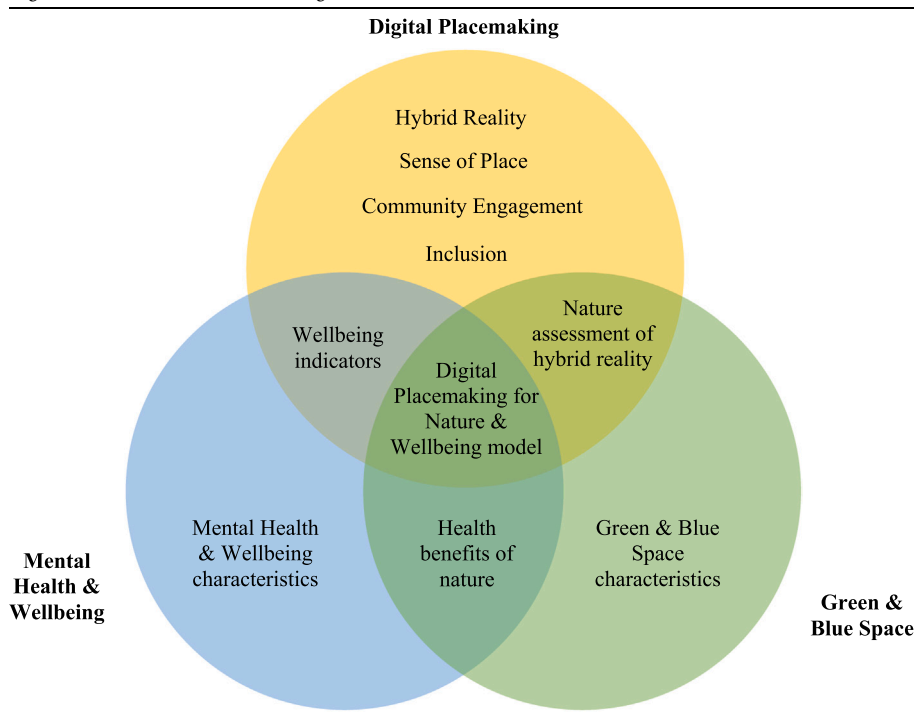 Digital Placemaking
Hybrid Reality
Sense of Place
Community Engagement
Inclusion
Wellbeing
indicators
Nature
assessment of
hybrid reality
Digital
Placemaking for
Nature &
Wellbeing model
Mental Health
& Wellbeing
characteristics
Health
benefits of
nature
Green & Blue
Space
characteristics
Mental
Health &
Wellbeing
Green &
Blue Space